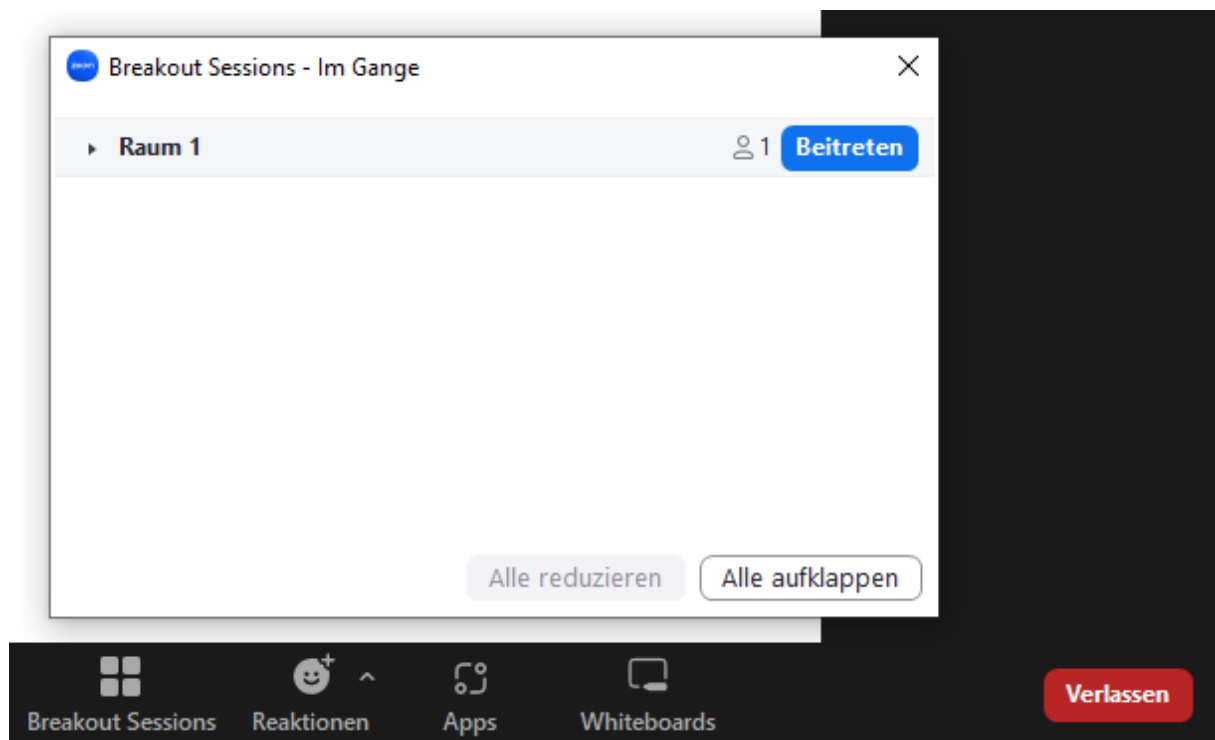 Breakout Sessions - Im Gange
Raum 1
1
Beitreten
Alle reduzieren
Alle aufklappen
Breakout Sessions
Reaktionen
Apps
Whiteboards
Verlassen